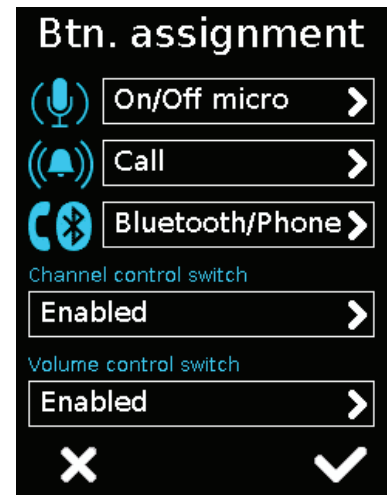 Btn. assignment
On/Off micro
Call
Bluetooth/Phone
Channel control switch
Enabled
Volume control switch
Enabled